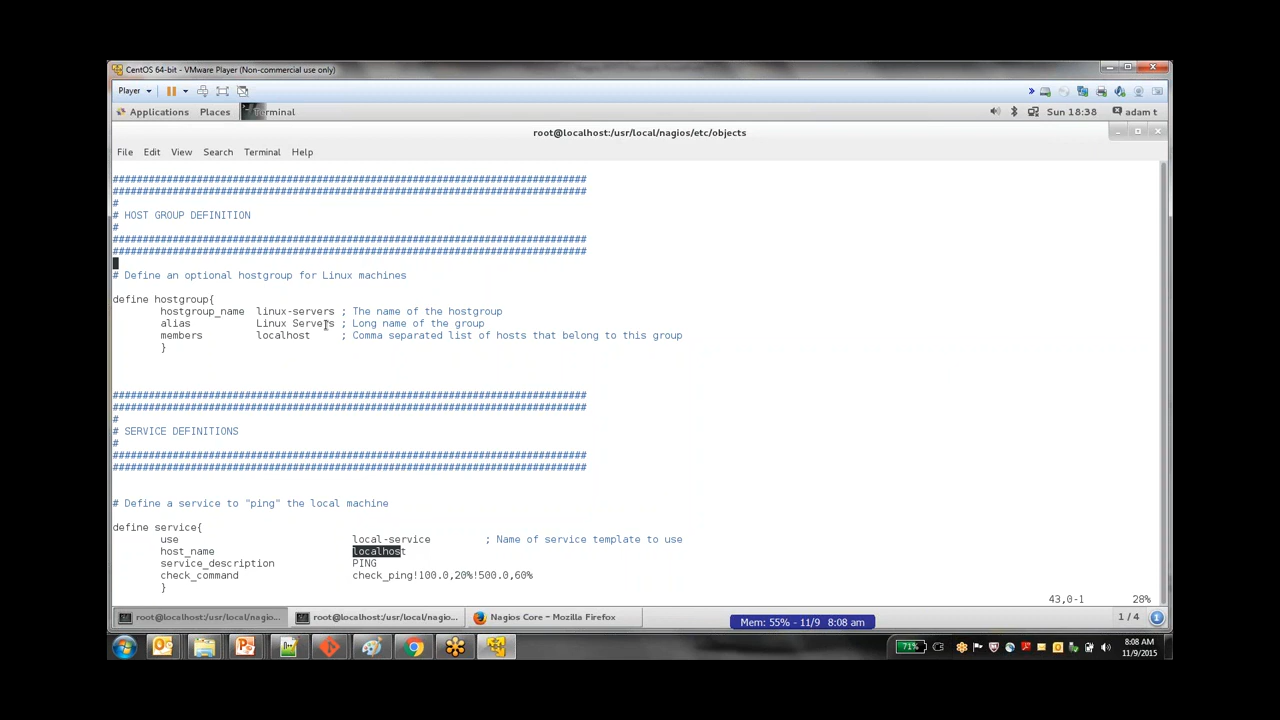 CentOS 64-bit - VMware Player (Non-commercial use only)
Player
Applications Places Terminal Sun 18:38 adam t
root@localhost:/usr/local/nagios/etc/objects
File Edit View Search Terminal Help
###############################################################################
###############################################################################
#
# HOST GROUP DEFINITION
#
###############################################################################
###############################################################################
# Define an optional hostgroup for Linux machines
define hostgroup{
hostgroup_name linux-servers ; The name of the hostgroup
alias Linux Servers ; Long name of the group
members localhost ; Comma separated list of hosts that belong to this group
}
###############################################################################
###############################################################################
#
# SERVICE DEFINITIONS
#
###############################################################################
###############################################################################
# Define a service to "ping" the local machine
define service{
use local-service ; Name of service template to use
host_name localhost
service_description PING
check_command check_ping!100.0,20%!500.0,60%
}
43,0-1 28%
root@localhost:/usr/local/nagio... root@localhost:/usr/local/nagio... Nagios Core - Mozilla Firefox 1 / 4
Mem: 55% - 11/9 8:08 am
71%
8:08 AM
11/9/2015